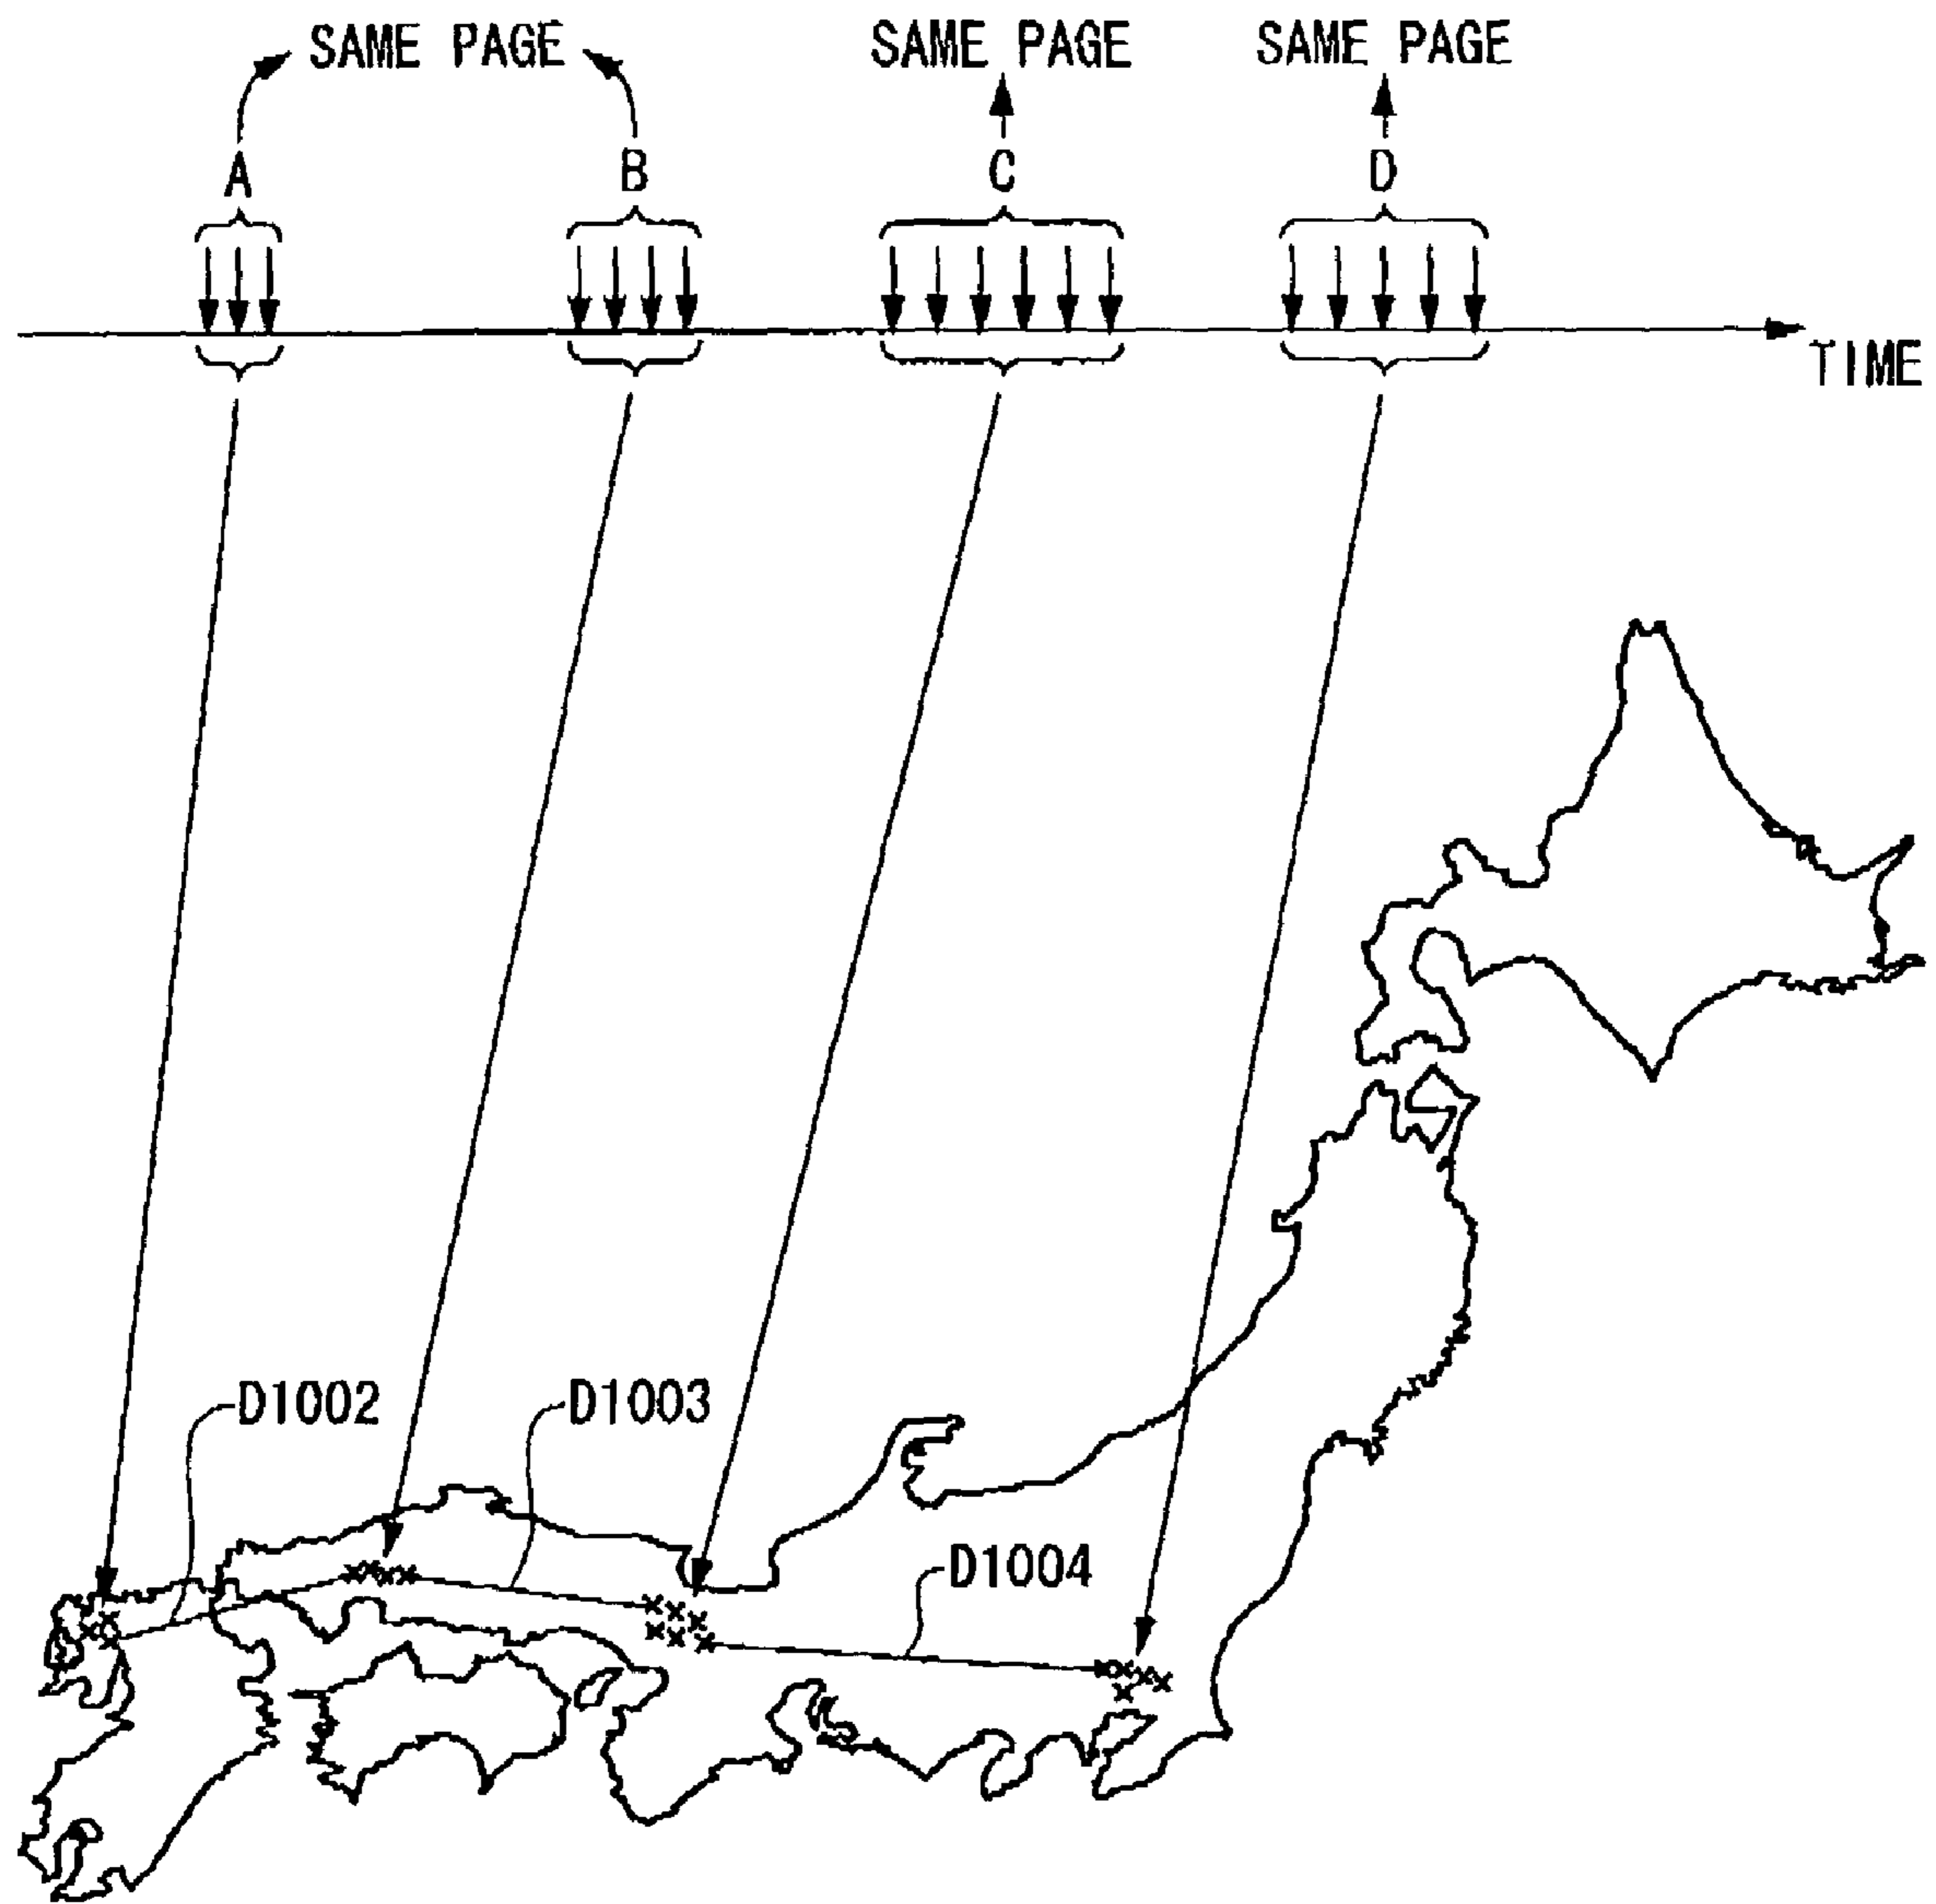 SAME PAGE SAME PAGE SAME PAGE
A B C D
TIME
D1002 D1003
D1004